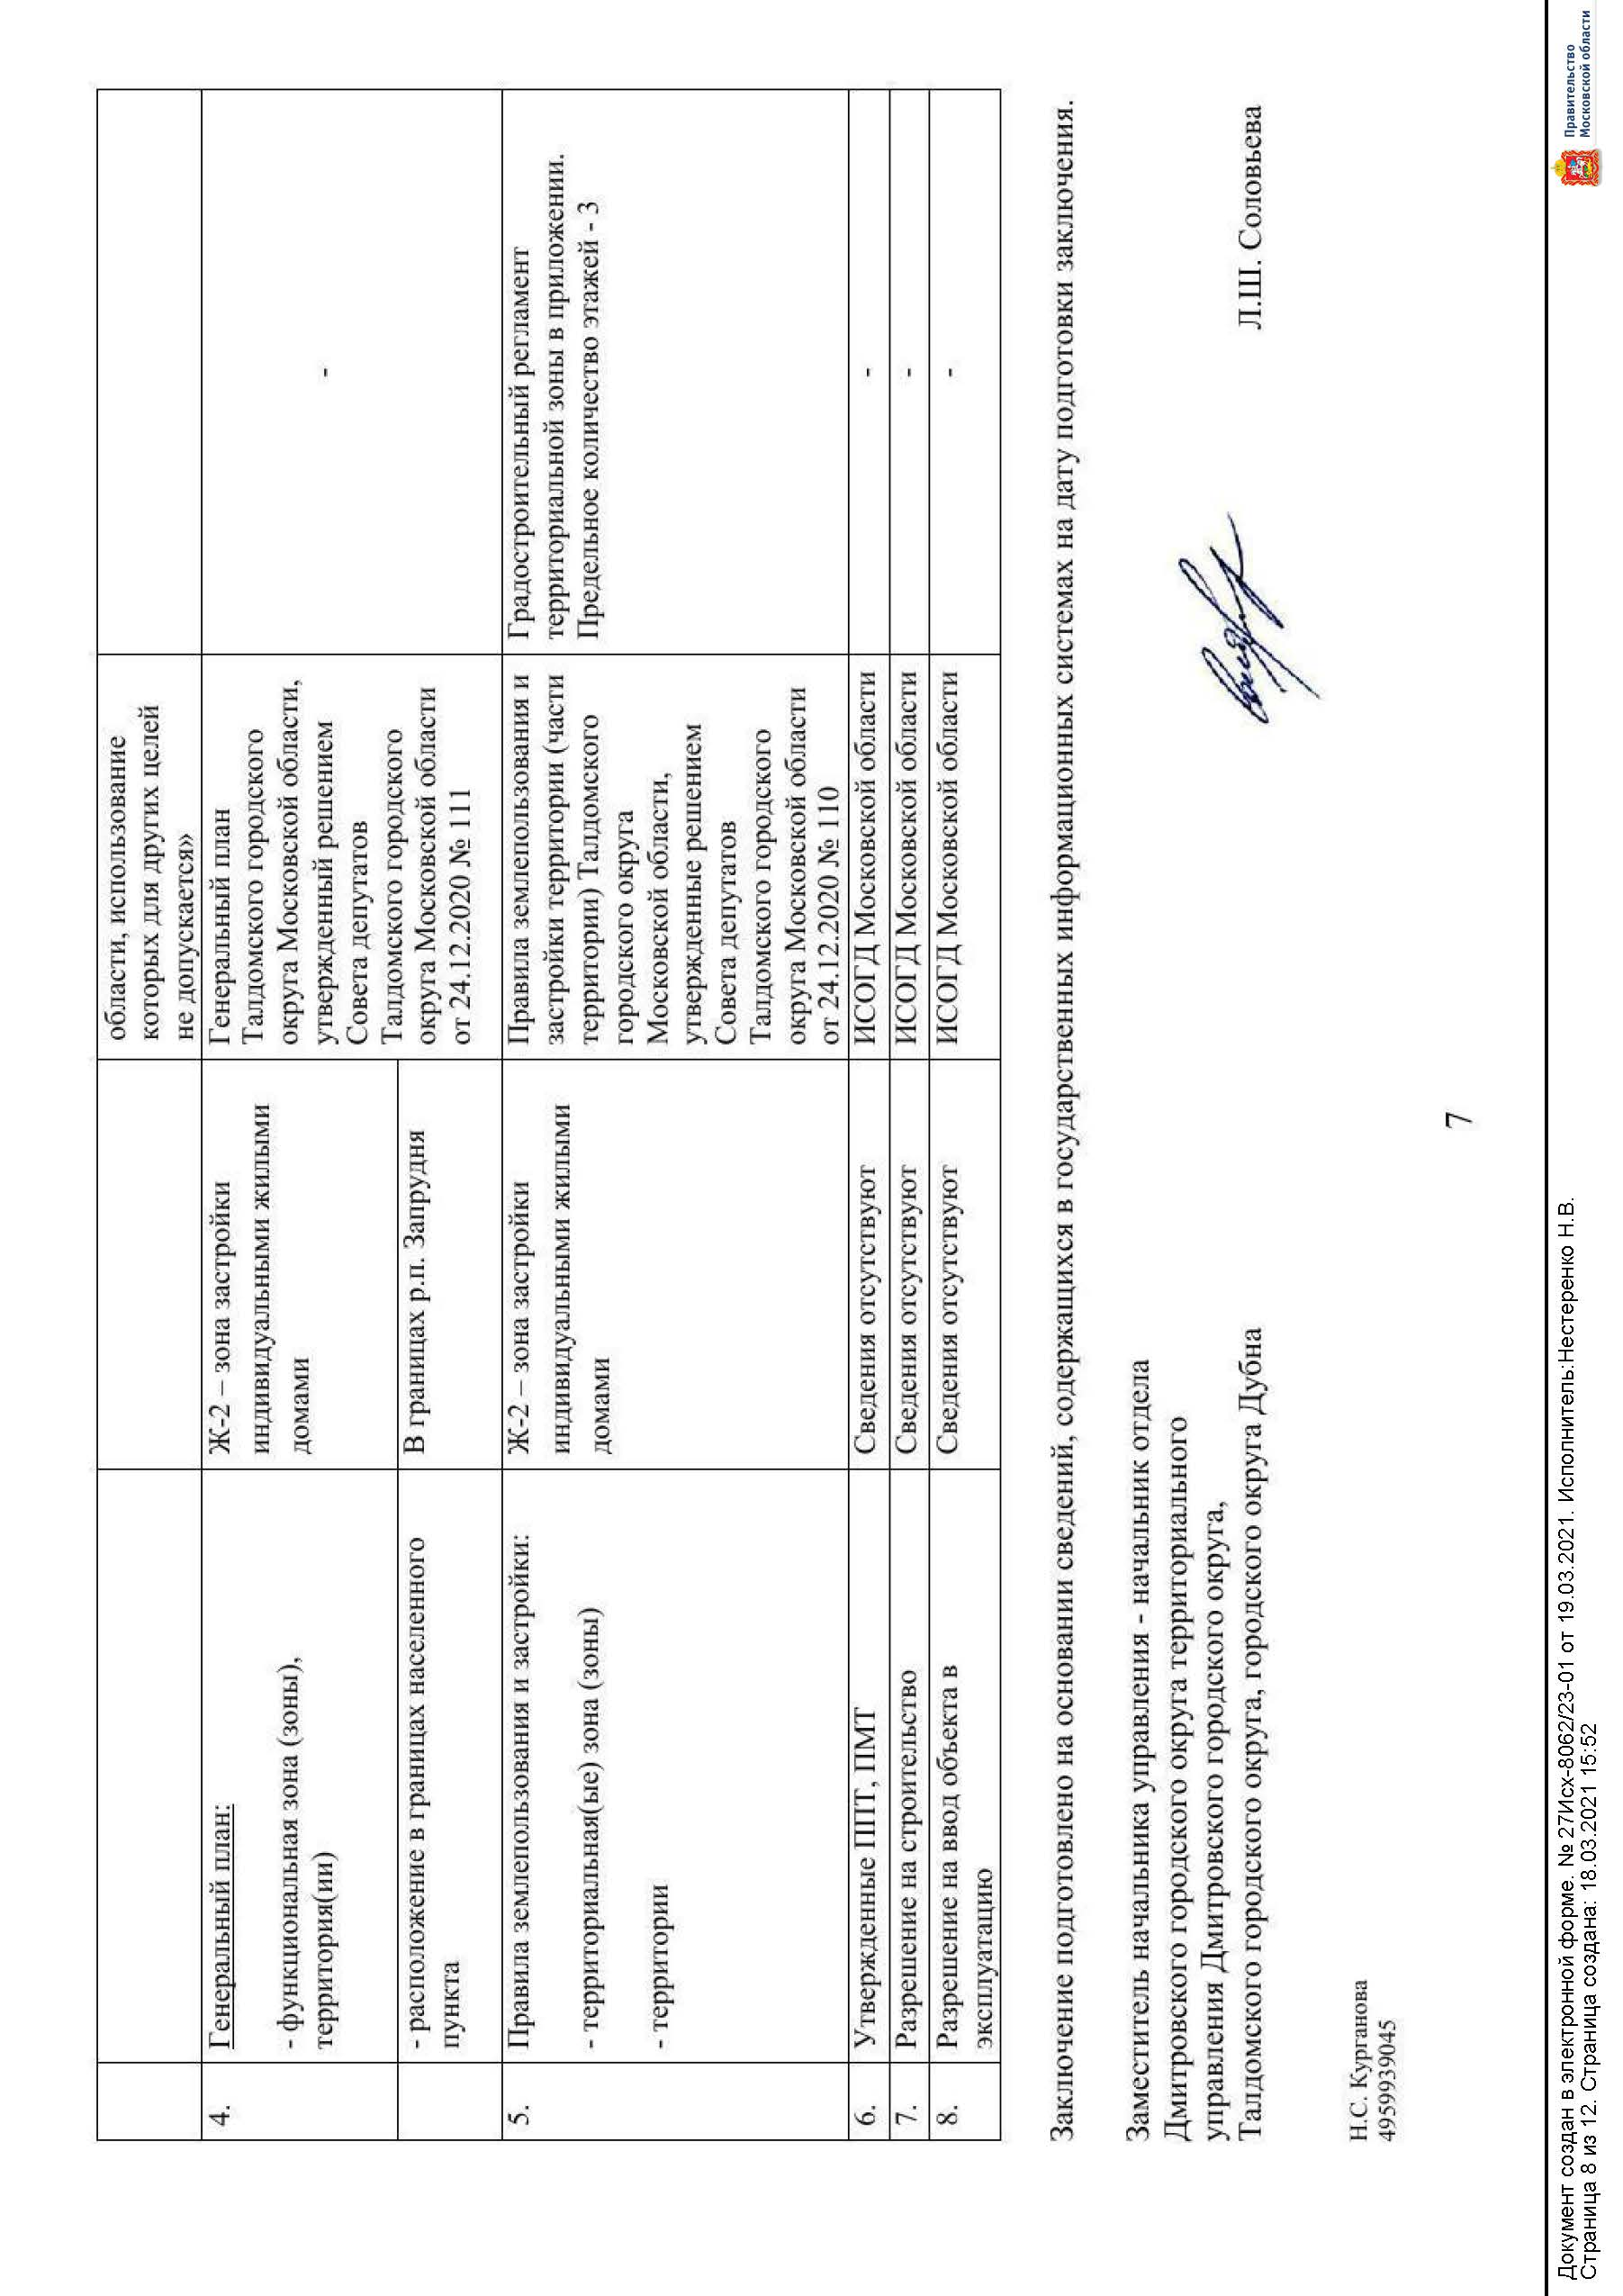 области, использование
которых для других целей
не допускается»
4.
Генеральный план:
- функциональная зона (зоны),
территория(ии)
Ж-2 – зона застройки
индивидуальными жилыми
домами
Генеральный план
Талдомского городского
округа Московской области,
утвержденный решением
Совета депутатов
Талдомского городского
округа Московской области
от 24.12.2020 № 111
-
- расположение в границах населенного
пункта
В границах р.п. Запрудня
5.
Правила землепользования и застройки:
- территориальная(ые) зона (зоны)
- территории
Ж-2 – зона застройки
индивидуальными жилыми
домами
Правила землепользования и
застройки территории (части
территории) Талдомского
городского округа
Московской области,
утвержденные решением
Совета депутатов
Талдомского городского
округа Московской области
от 24.12.2020 № 110
Градостроительный регламент
территориальной зоны в приложении.
Предельное количество этажей - 3
6. Утвержденные ППТ, ПМТ Сведения отсутствуют ИСОГД Московской области -
7. Разрешение на строительство Сведения отсутствуют ИСОГД Московской области -
8. Разрешение на ввод объекта в Сведения отсутствуют ИСОГД Московской области -
эксплуатацию
Заключение подготовлено на основании сведений, содержащихся в государственных информационных системах на дату подготовки заключения.
Заместитель начальника управления - начальник отдела
Дмитровского городского округа территориального
управления Дмитровского городского округа,
Талдомского городского округа, городского округа Дубна Л.Ш. Соловьева
Н.С. Курганова
4959939045
7
Документ создан в электронной форме. № 27Исх-8062/23-01 от 19.03.2021. Исполнитель:Нестеренко Н.В.
Страница 8 из 12. Страница создана: 18.03.2021 15:52
Правительство
Московской области